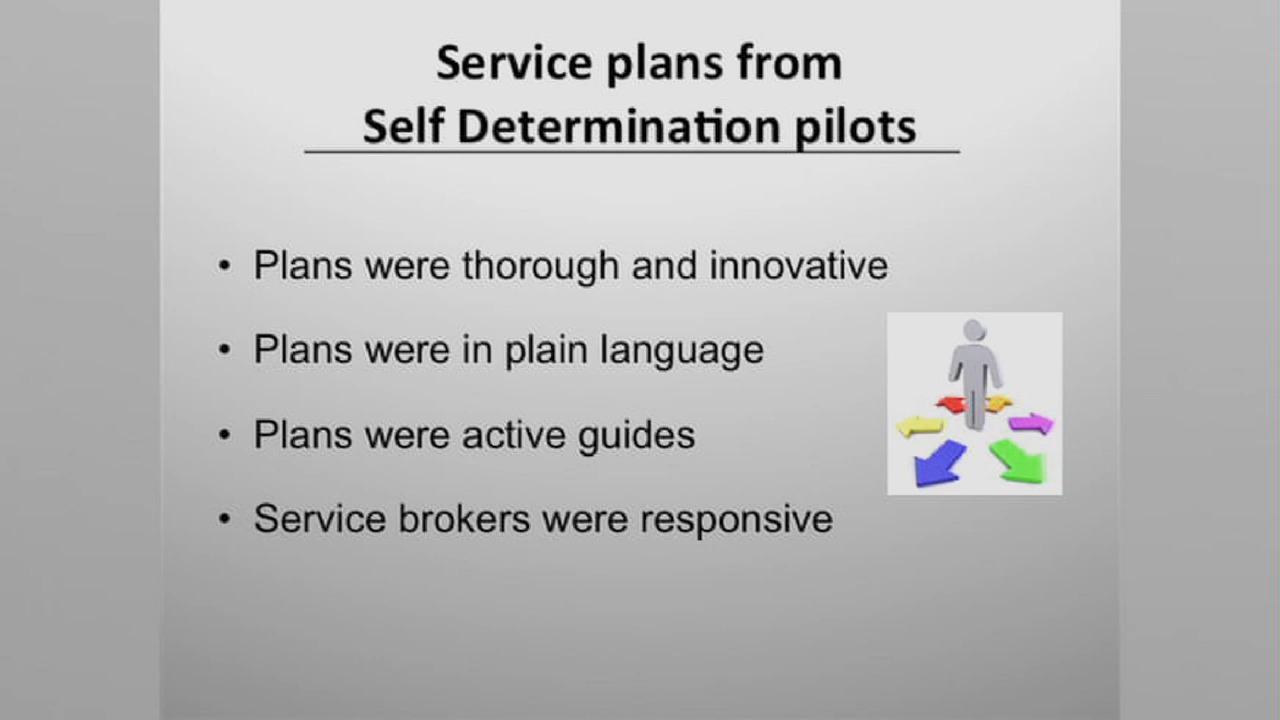 Service plans from
Self Determination pilots
• Plans were thorough and innovative
• Plans were in plain language
• Plans were active guides
• Service brokers were responsive